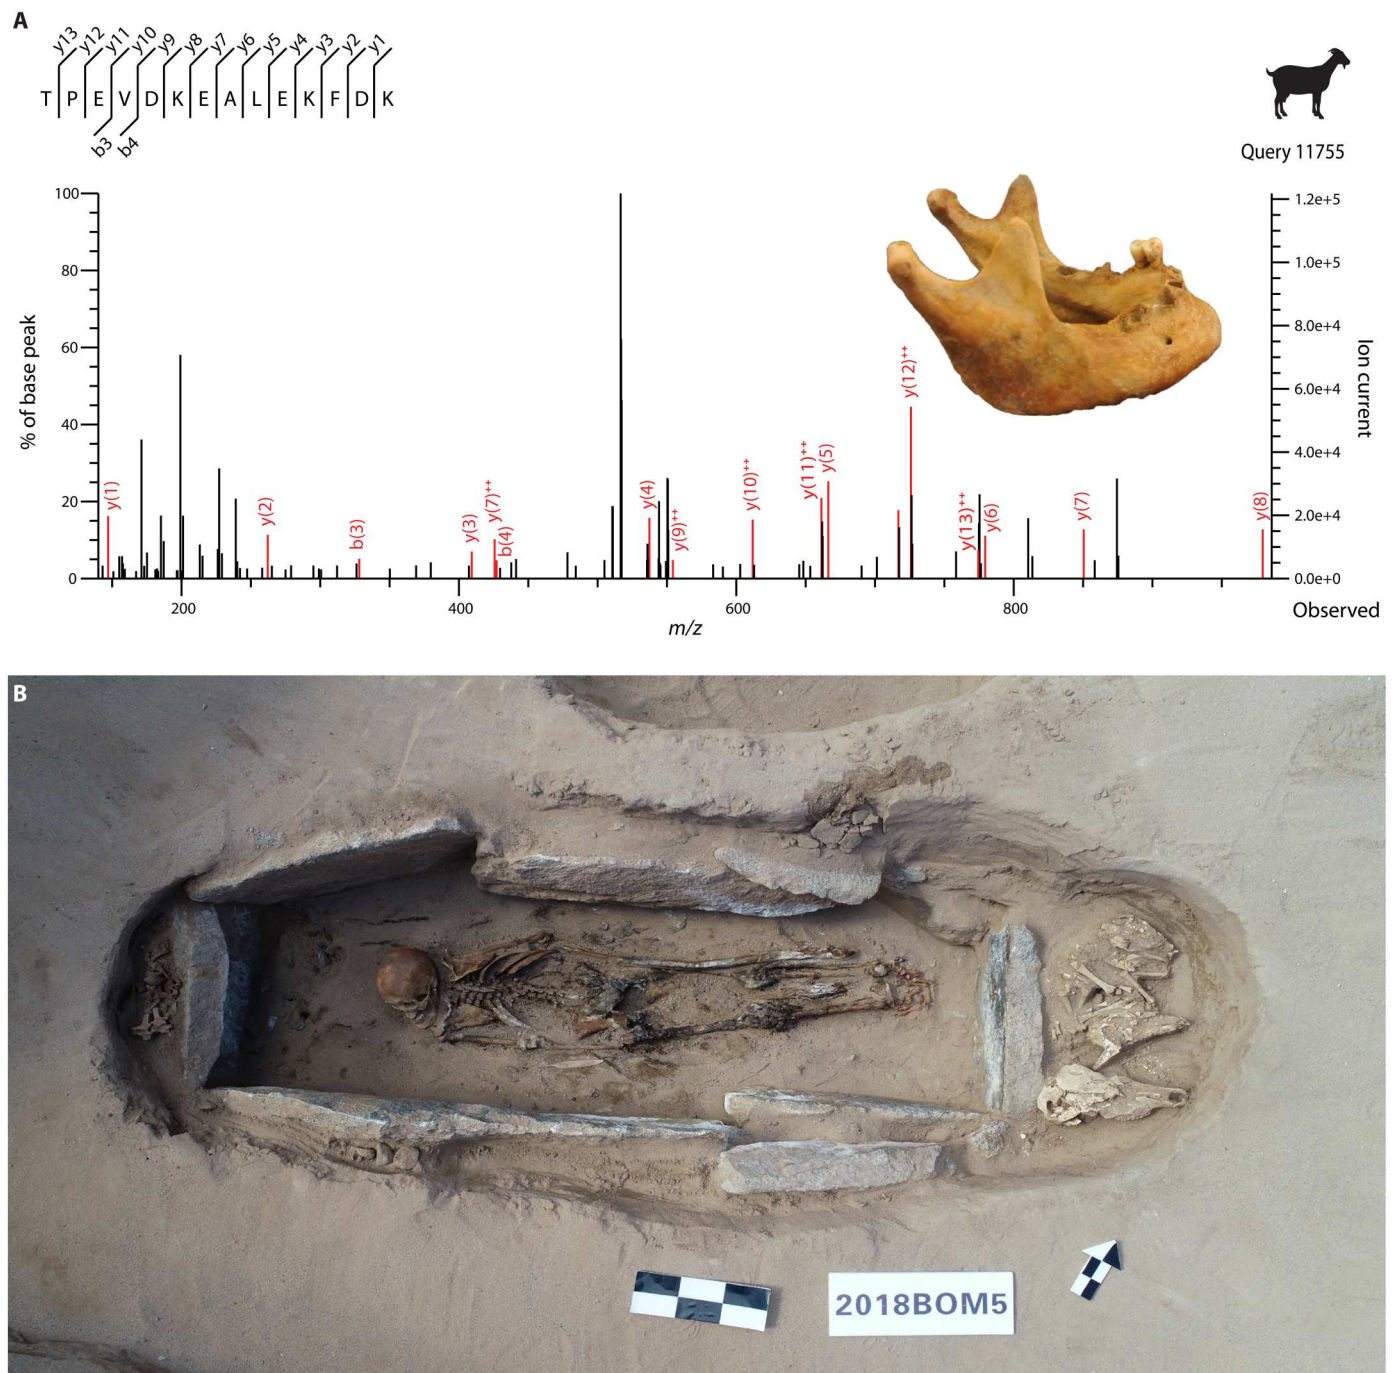 A
y13 y12 y11 y10 y9 y8 y7 y6 y5 y4 y3 y2 y1
T P E V D K E A L E K F D K
b3 b4
Query 11755
% of base peak
100
80
60
40
20
0
y(1)
y(2)
b(3)
y(3)
y(7)++
b(4)
y(4)
y(9)++
y(10)++
y(11)++
y(5)
y(12)++
y(13)++
y(6)
y(7)
y(8)
1.2e+5
1.0e+5
8.0e+4
6.0e+4
4.0e+4
2.0e+4
0.0e+0
Ion current
200 400 600 800 Observed
m/z
B
2018BOM5